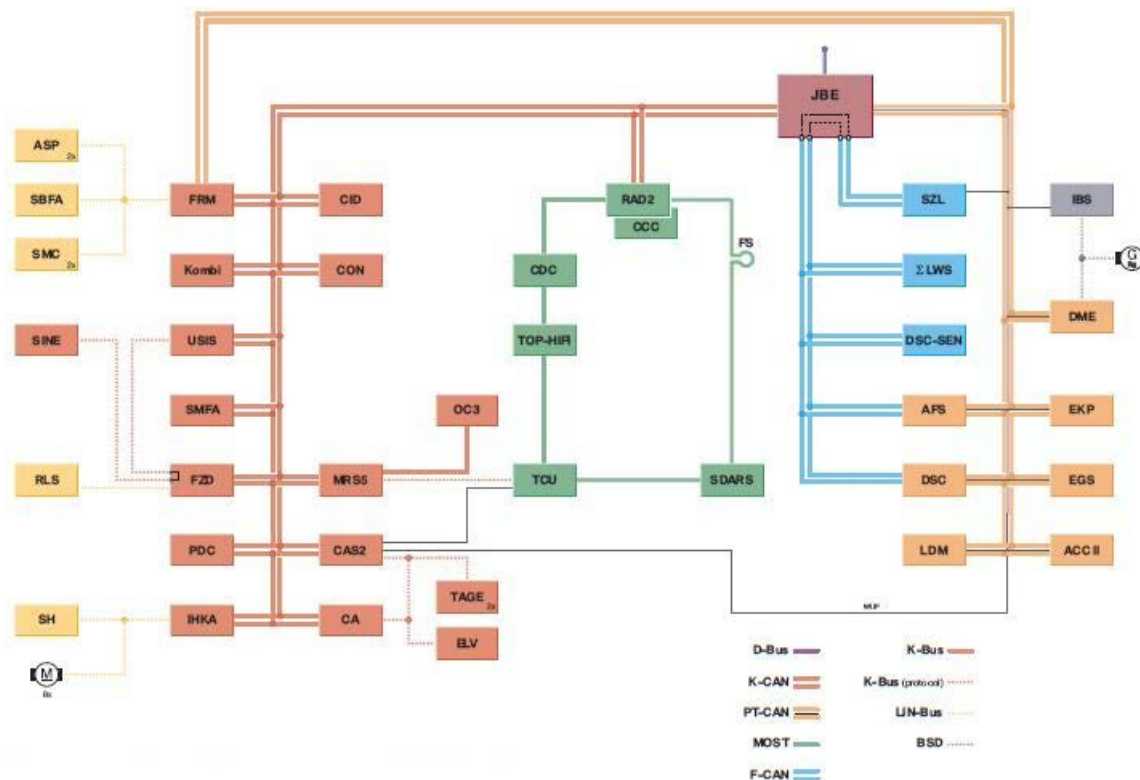 JBE
ASP
2x
SBFA
FRM
CID
RAD2
SZL
IBS
CCC
SMC
2x
FS
G
Kombi
CON
CDC
Σ LWS
DME
SINE
USIS
TOP-HIFI
DSC-SEN
SMFA
OC3
AFS
EKP
RLS
FZD
MRS5
TCU
SDARS
DSC
EGS
PDC
CAS2
LDM
ACC II
TAGE
2x
WUP
SH
IHKA
CA
ELV
M
D-Bus
K-Bus
K-CAN
K-Bus (protocol)
PT-CAN
LIN-Bus
MOST
BSD
F-CAN